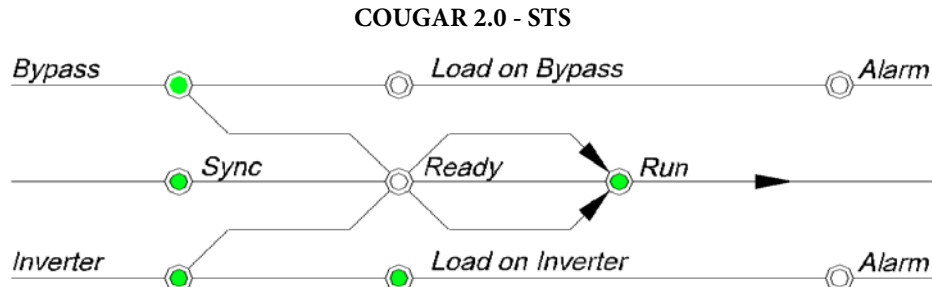 COUGAR 2.0 - STS
Bypass Load on Bypass Alarm
Sync Ready Run
Inverter Load on Inverter Alarm